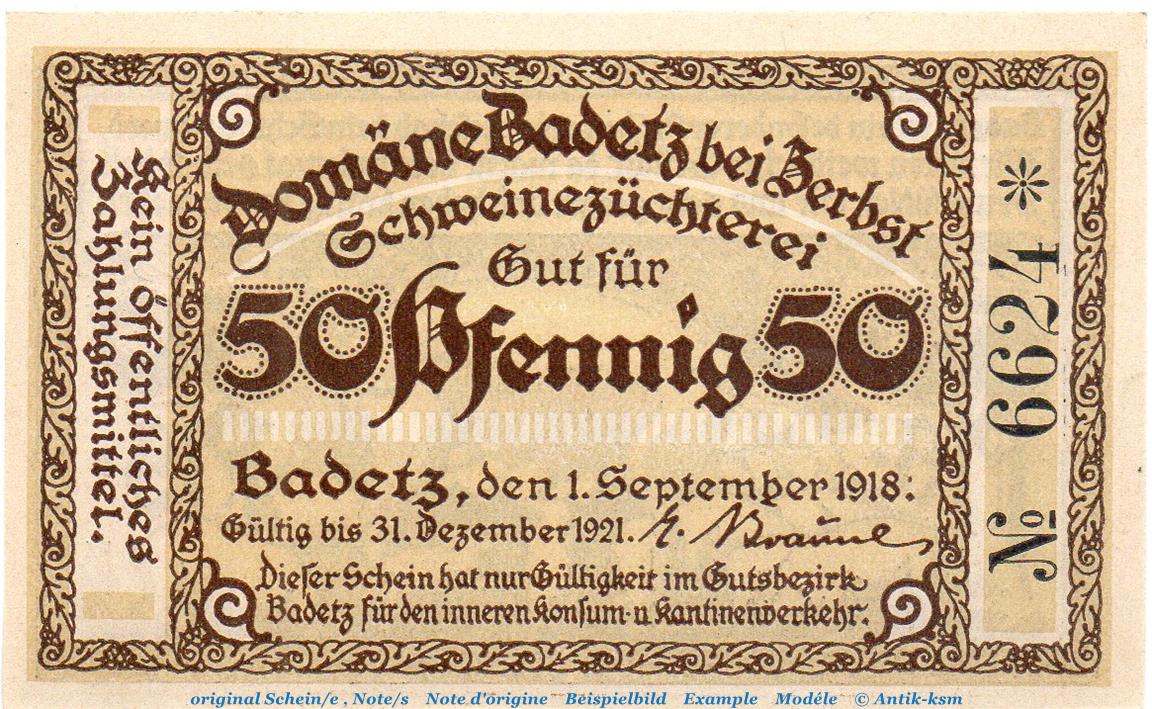 Domäne Badetz bei Zerbst
Schweinezüchterei
Gut für
50 Pfennig 50
Badetz, den 1. September 1918:
Gültig bis 31. Dezember 1921. H. Braune
Dieser Schein hat nur Gültigkeit im Gutsbezirk
Badetz für den inneren Konsum- u. Kantinenverkehr.
Kein Öffentliches
Zahlungsmittel.
№ 6624 *
original Schein/e , Note/s Note d'origine Beispielbild Example Modéle © Antik-ksm